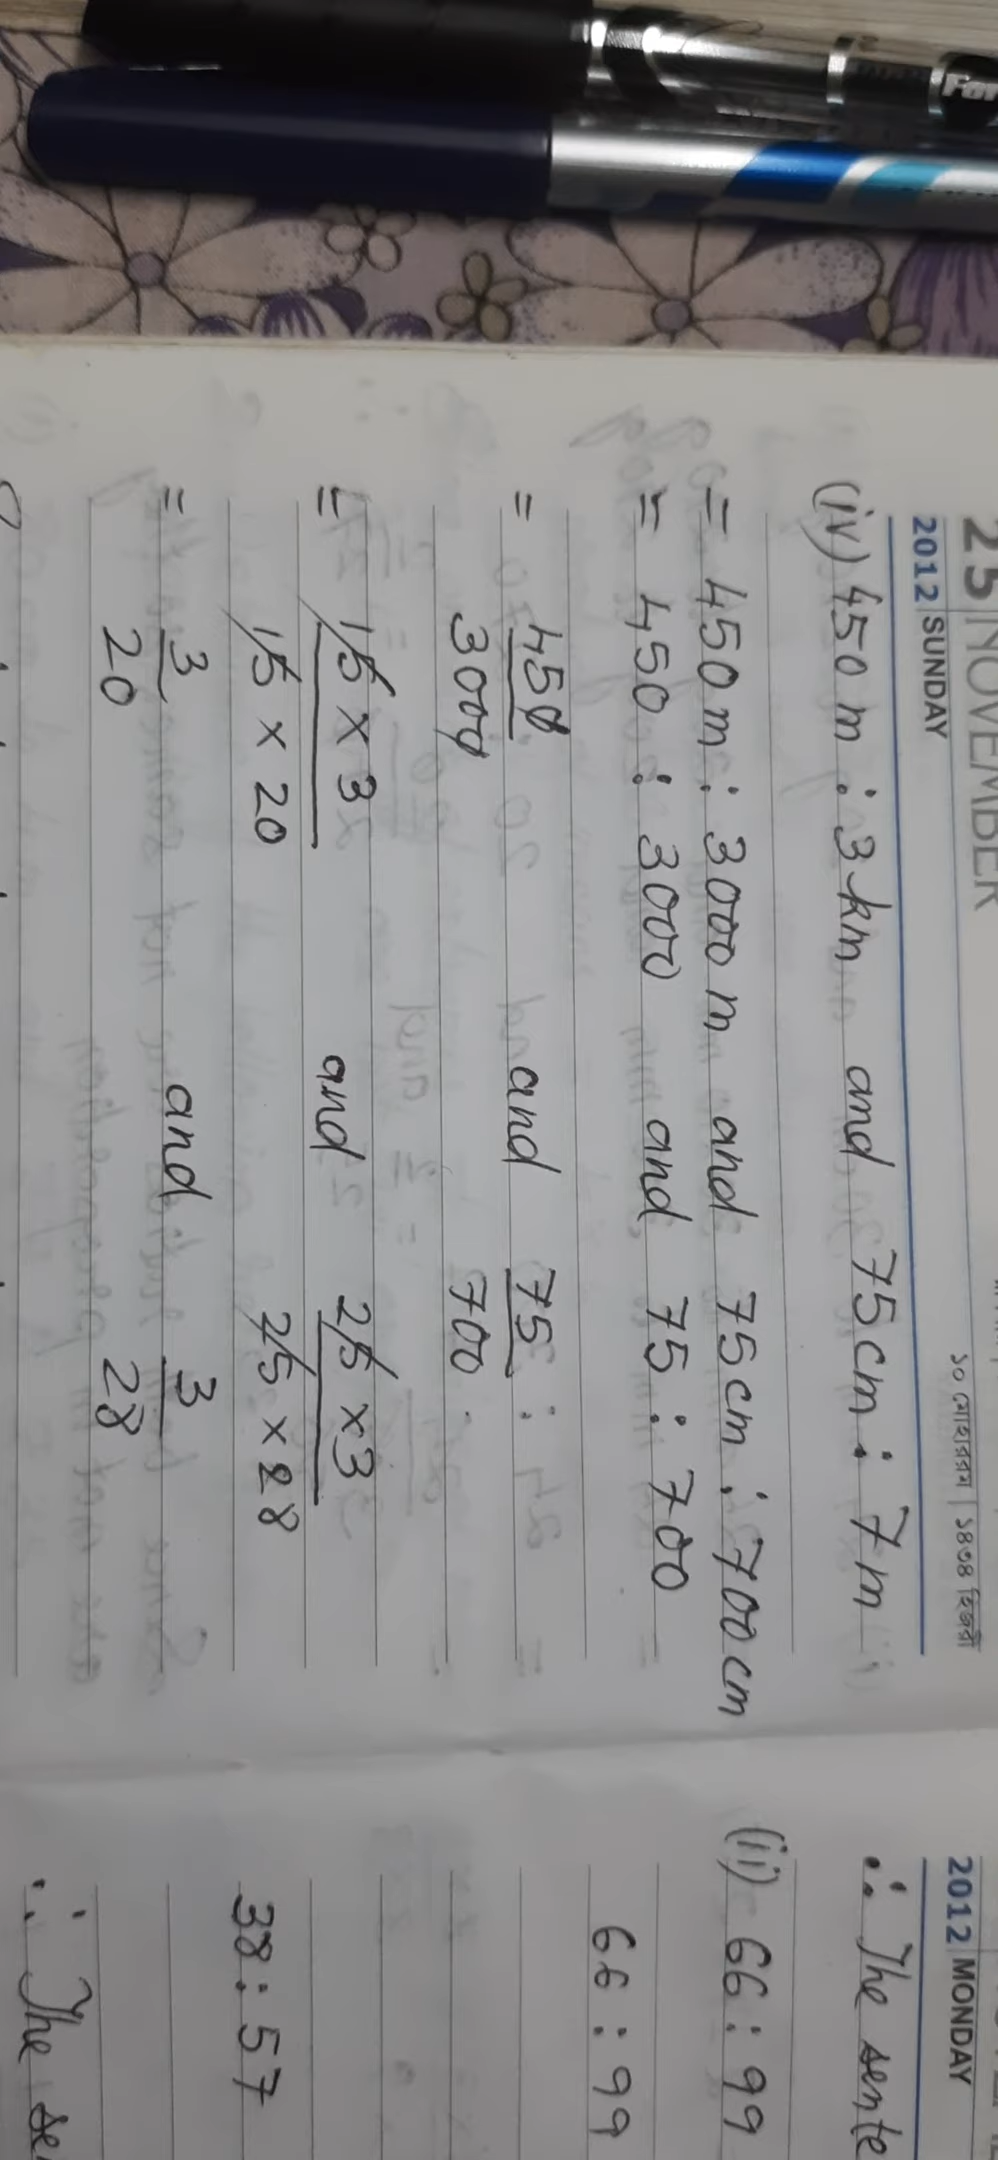 For
25 NOVEMBER
2012 SUNDAY
১০ মোহাররম | ১৪৩৪ হিজরী
(iv) 450 m : 3 km and 75 cm : 7 m
= 450 m : 3000 m and 75 cm : 700 cm
= 450 : 3000 and 75 : 700
= 450 and 75
3000 700
= 15 × 3 and 25 × 3
15 × 20 25 × 28
= 3 and 3
20 28
2012 MONDAY
∴ The sente
(ii) 66 : 99
66 : 99
38 : 57
∴ The se